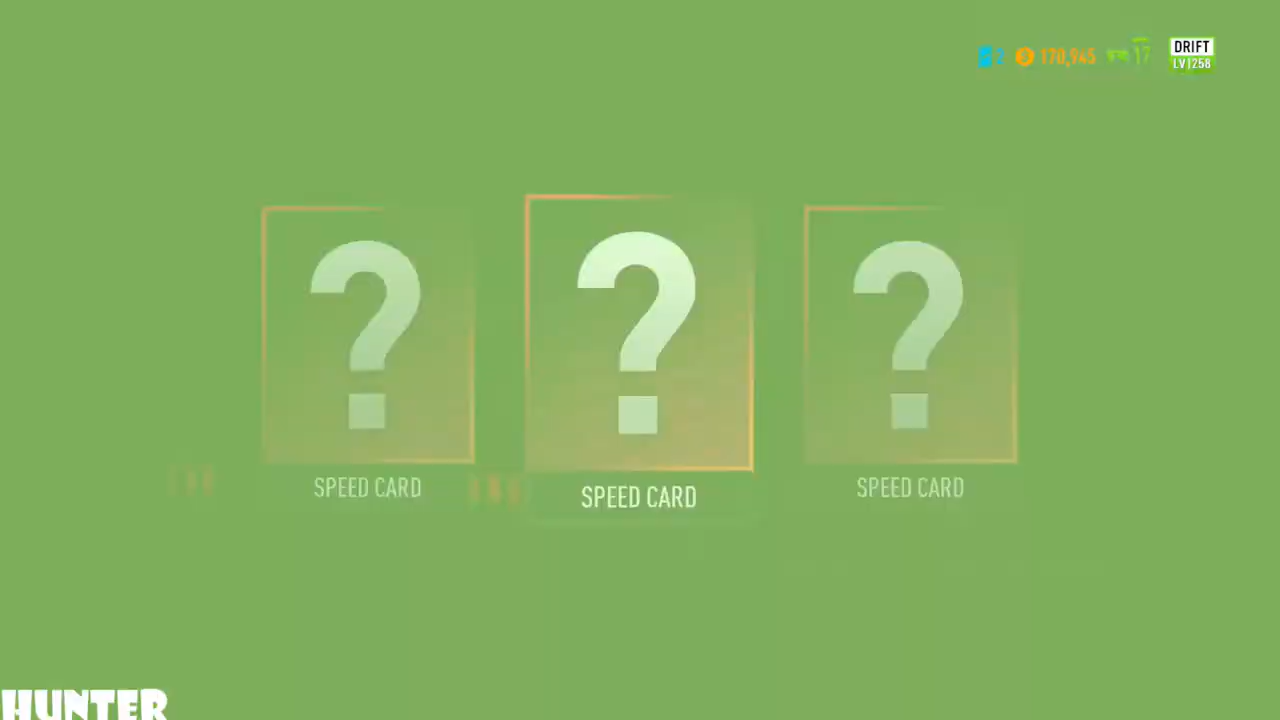 2 170,945 17 DRIFT
LV|258
? ? ?
SPEED CARD SPEED CARD SPEED CARD
HUNTER